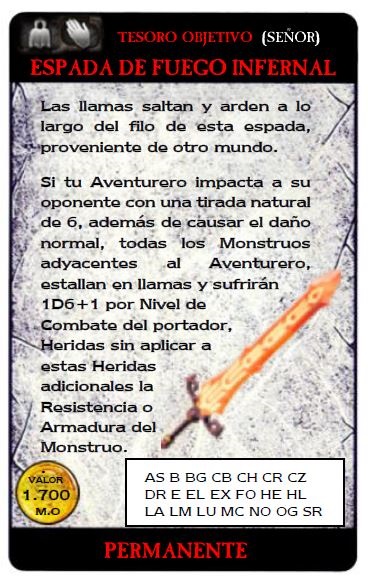 TESORO OBJETIVO (SEÑOR)
ESPADA DE FUEGO INFERNAL
Las llamas saltan y arden a lo
largo del filo de esta espada,
proveniente de otro mundo.
Si tu Aventurero impacta a su
oponente con una tirada natural
de 6, además de causar el daño
normal, todas los Monstruos
adyacentes al Aventurero,
estallan en llamas y sufrirán
1D6+1 por Nivel de
Combate del portador,
Heridas sin aplicar a
estas Heridas
adicionales la
Resistencia o
Armadura del
Monstruo.
VALOR
1.700
M.O
AS B BG CB CH CR CZ
DR E EL EX FO HE HL
LA LM LU MC NO OG SR
PERMANENTE